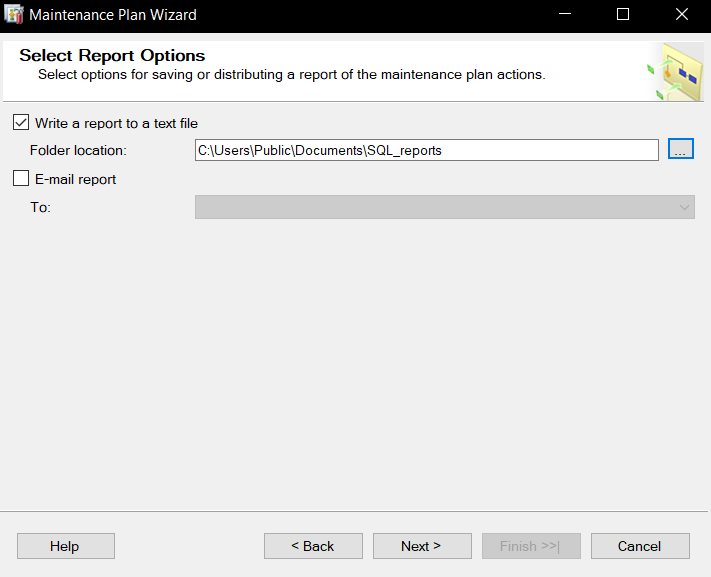 Maintenance Plan Wizard
Select Report Options
Select options for saving or distributing a report of the maintenance plan actions.
Write a report to a text file
Folder location:
C:\Users\Public\Documents\SQL_reports
...
E-mail report
To:
Help
< Back
Next >
Finish >>|
Cancel